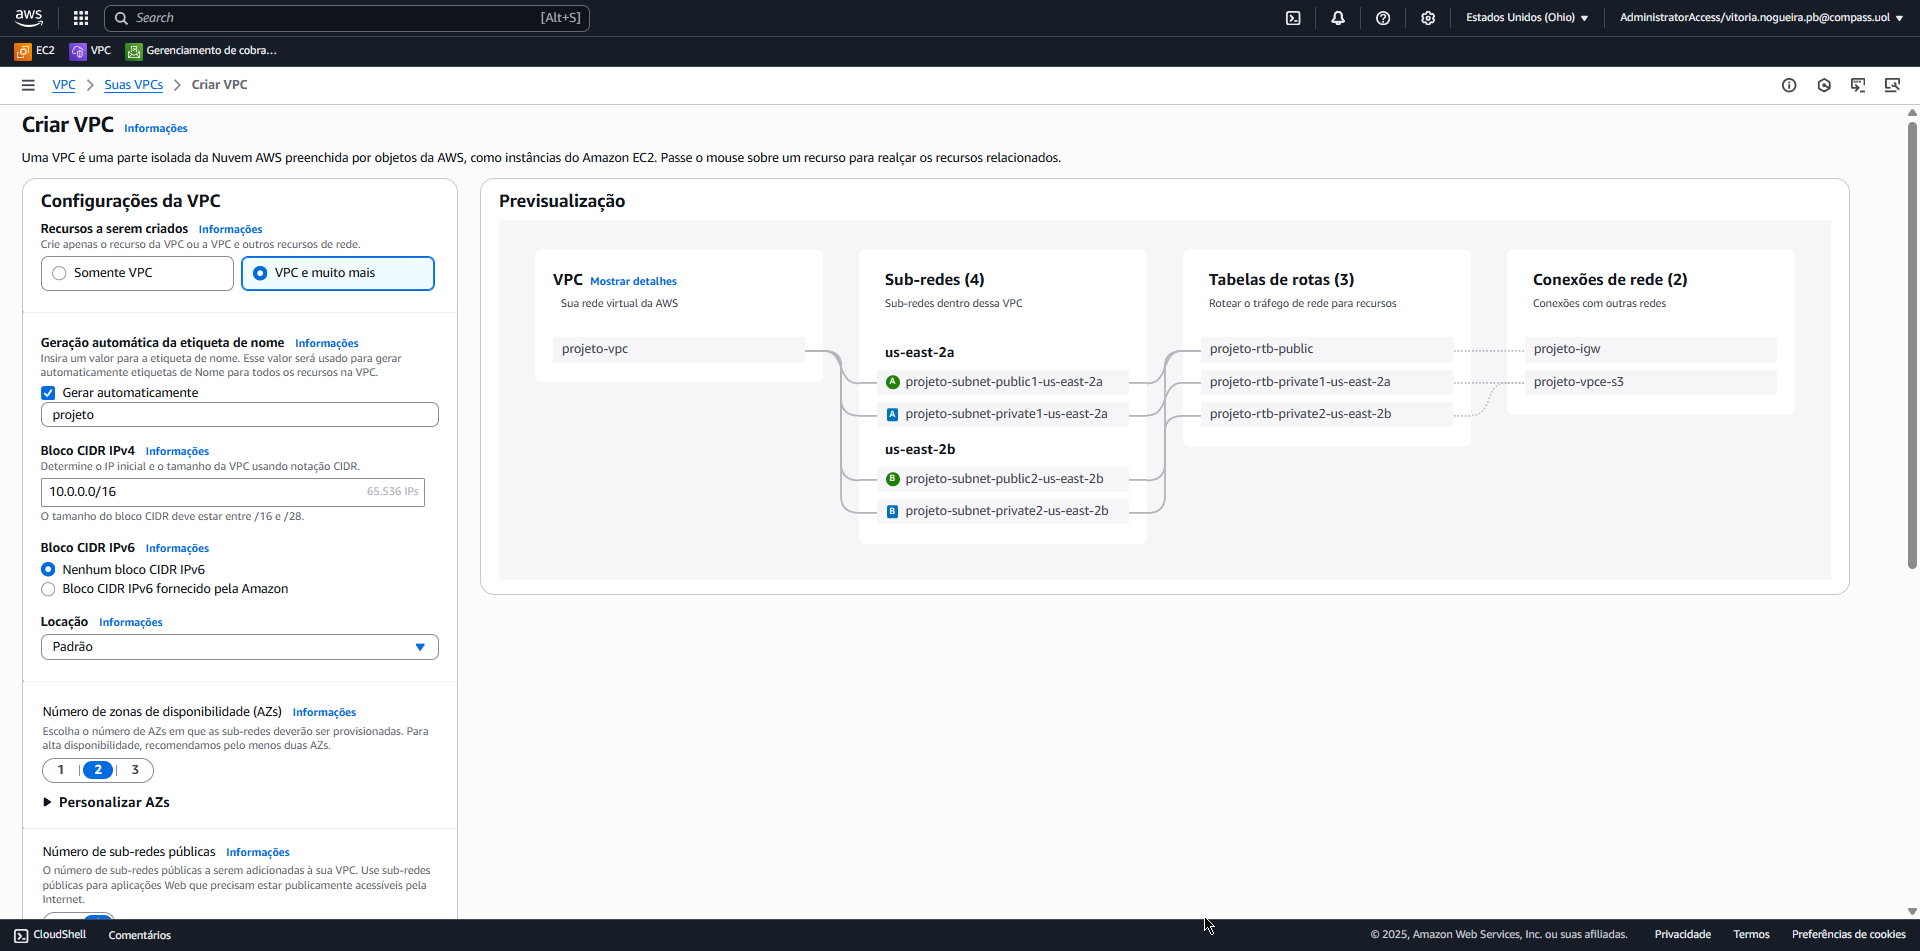 aws
Search
[Alt+S]
Estados Unidos (Ohio)
AdministratorAccess/vitoria.nogueira.pb@compass.uol
EC2
VPC
Gerenciamento de cobra...
VPC
Suas VPCs
Criar VPC
Criar VPC Informações
Uma VPC é uma parte isolada da Nuvem AWS preenchida por objetos da AWS, como instâncias do Amazon EC2. Passe o mouse sobre um recurso para realçar os recursos relacionados.
Configurações da VPC
Recursos a serem criados Informações
Crie apenas o recurso da VPC ou a VPC e outros recursos de rede.
Somente VPC
VPC e muito mais
Geração automática da etiqueta de nome Informações
Insira um valor para a etiqueta de nome. Esse valor será usado para gerar
automaticamente etiquetas de Nome para todos os recursos na VPC.
Gerar automaticamente
projeto
Bloco CIDR IPv4 Informações
Determine o IP inicial e o tamanho da VPC usando notação CIDR.
10.0.0.0/16
65.536 IPs
O tamanho do bloco CIDR deve estar entre /16 e /28.
Bloco CIDR IPv6 Informações
Nenhum bloco CIDR IPv6
Bloco CIDR IPv6 fornecido pela Amazon
Locação Informações
Padrão
Número de zonas de disponibilidade (AZs) Informações
Escolha o número de AZs em que as sub-redes deverão ser provisionadas. Para
alta disponibilidade, recomendamos pelo menos duas AZs.
1 2 3
Personalizar AZs
Número de sub-redes públicas Informações
O número de sub-redes públicas a serem adicionadas à sua VPC. Use sub-redes
públicas para aplicações Web que precisam estar publicamente acessíveis pela
Internet.
Previsualização
VPC Mostrar detalhes
Sua rede virtual da AWS
projeto-vpc
Sub-redes (4)
Sub-redes dentro dessa VPC
us-east-2a
A projeto-subnet-public1-us-east-2a
A projeto-subnet-private1-us-east-2a
us-east-2b
B projeto-subnet-public2-us-east-2b
B projeto-subnet-private2-us-east-2b
Tabelas de rotas (3)
Rotear o tráfego de rede para recursos
projeto-rtb-public
projeto-rtb-private1-us-east-2a
projeto-rtb-private2-us-east-2b
Conexões de rede (2)
Conexões com outras redes
projeto-igw
projeto-vpce-s3
CloudShell
Comentários
© 2025, Amazon Web Services, Inc. ou suas afiliadas.
Privacidade
Termos
Preferências de cookies